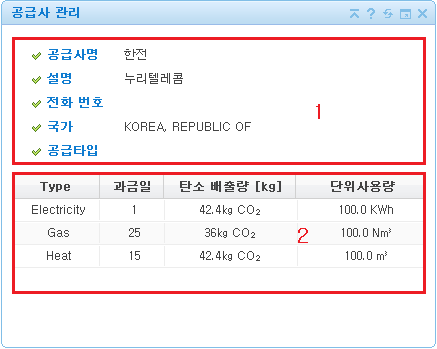 공급사 관리
공급사명 한전
설명 누리텔레콤
전화 번호
국가 KOREA, REPUBLIC OF
공급타입
1
Type 과금일 탄소 배출량 [kg] 단위사용량
Electricity 1 42.4kg CO₂ 100.0 KWh
Gas 25 36kg CO₂ 100.0 Nm³
Heat 15 42.4kg CO₂ 100.0 m³
2